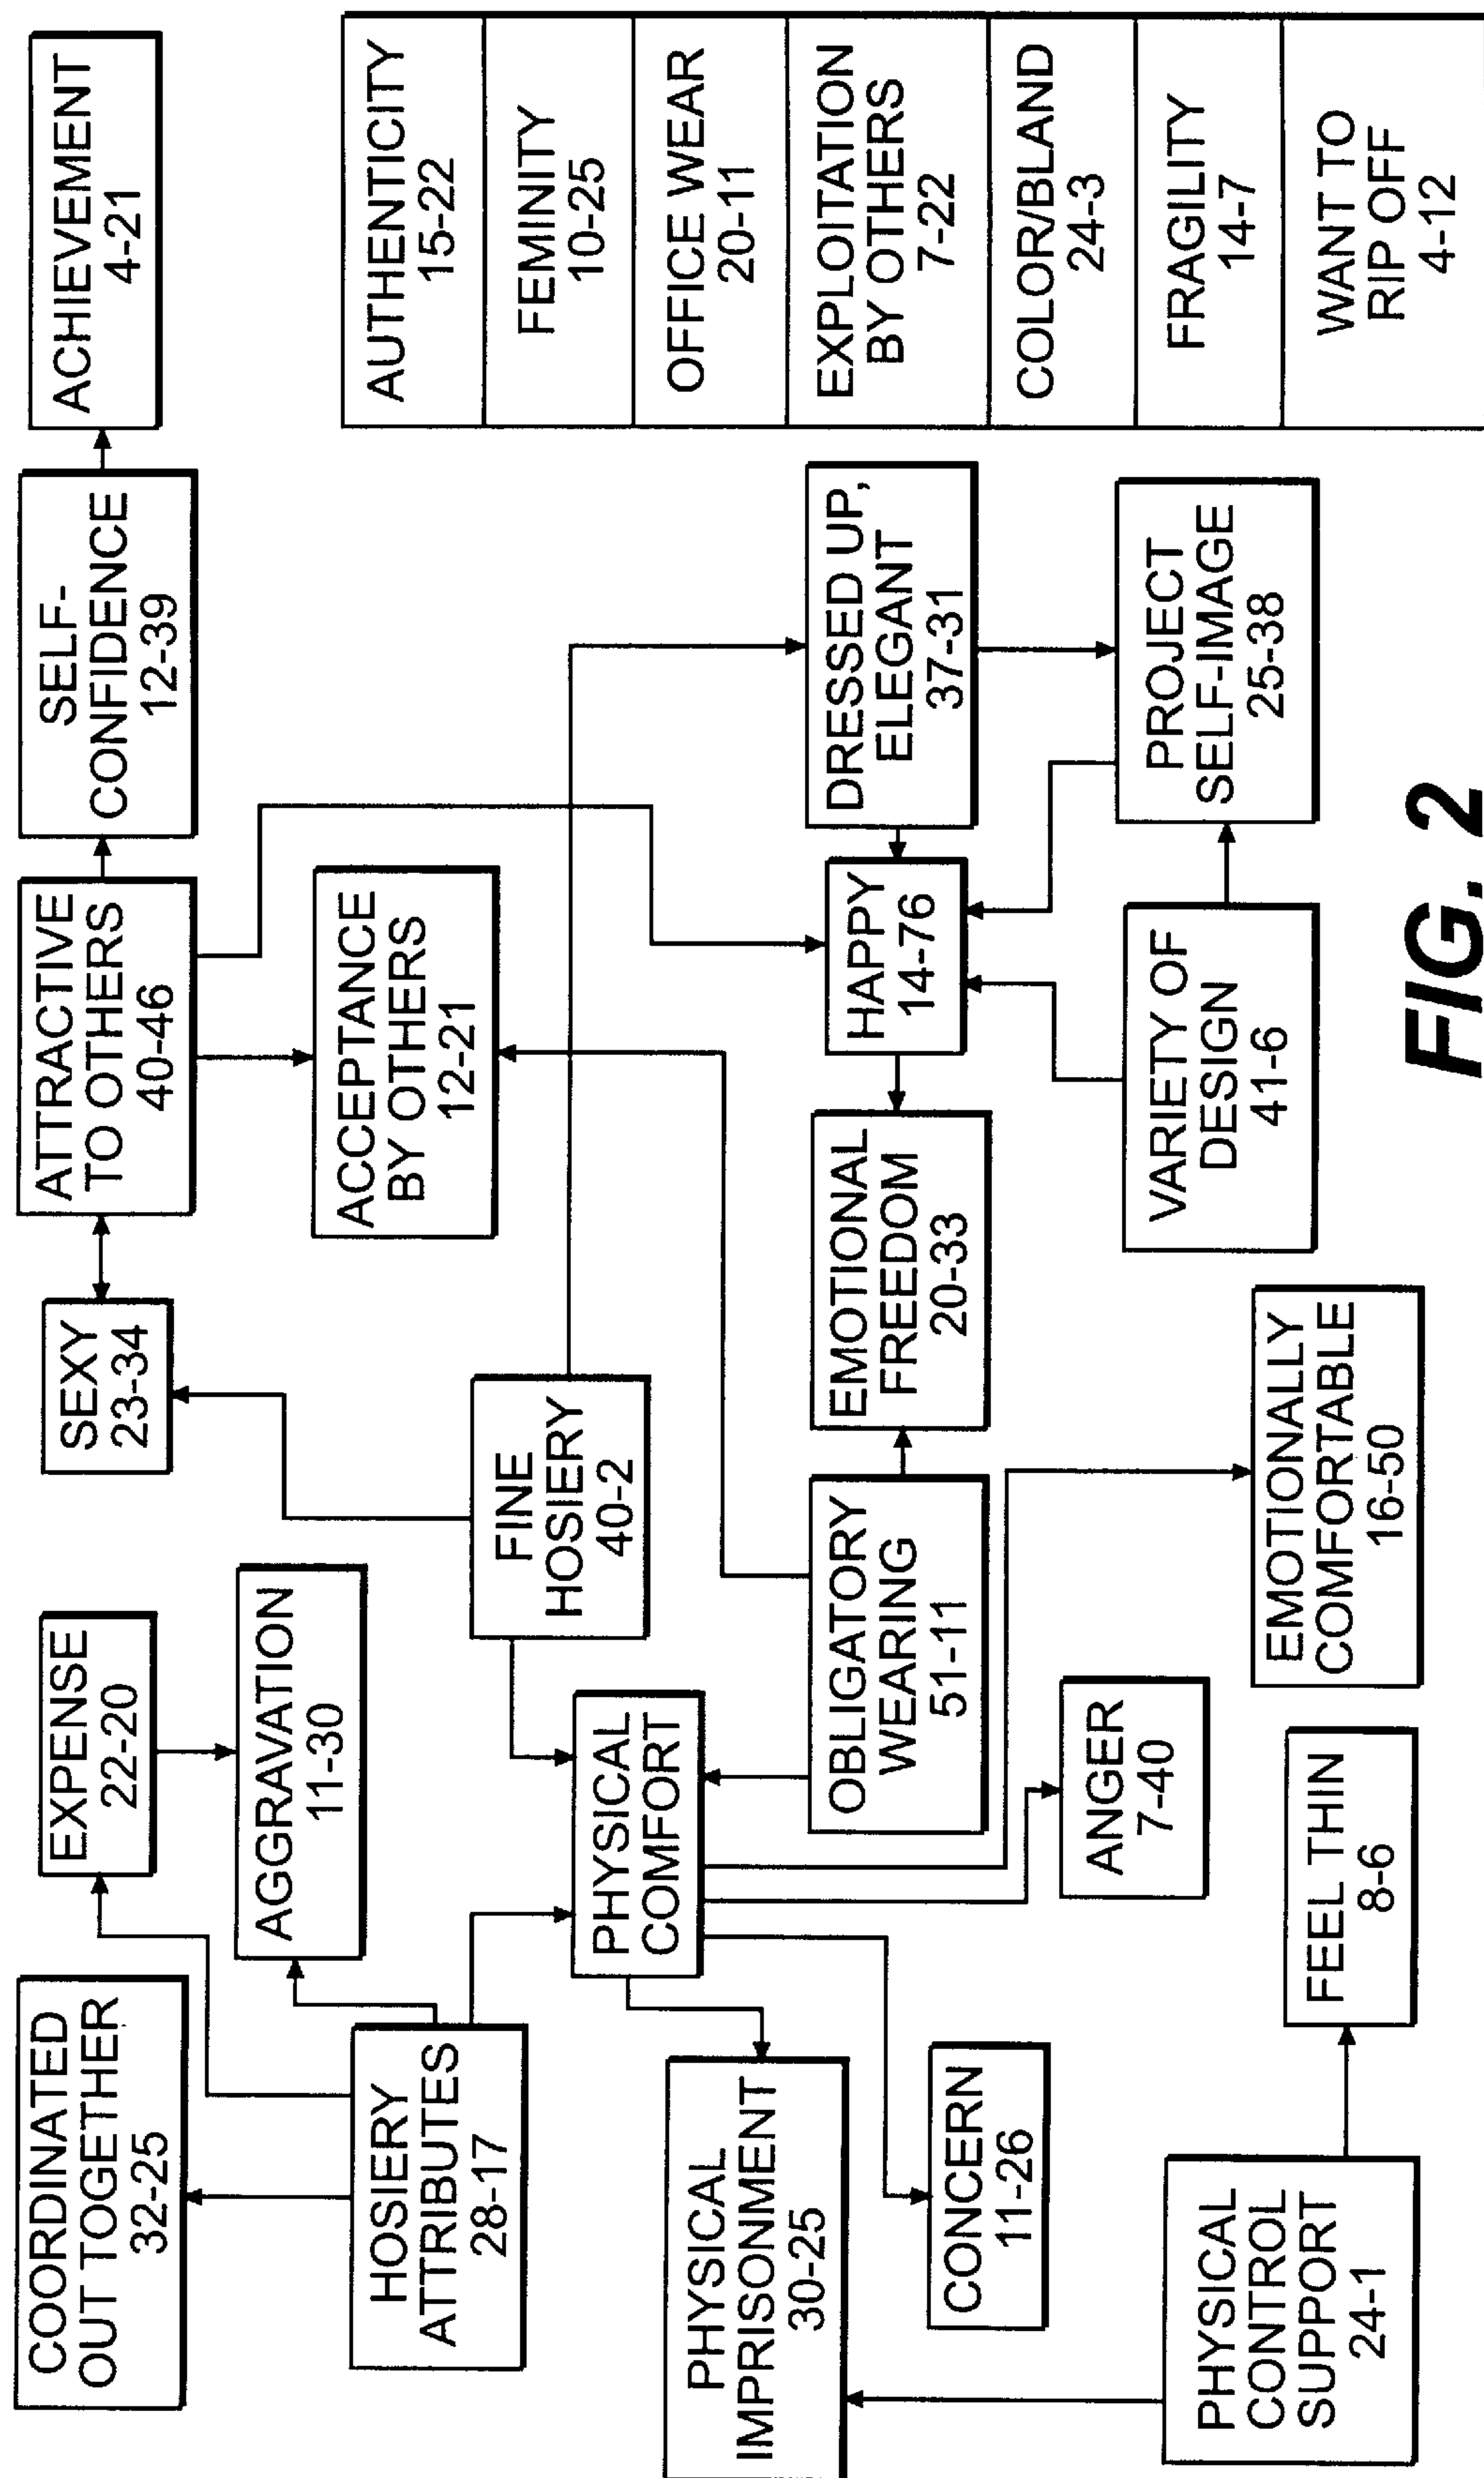 COORDINATED
OUT TOGETHER
32-25
EXPENSE
22-20
SEXY
23-34
ATTRACTIVE
TO OTHERS
40-46
SELF-
CONFIDENCE
12-39
ACHIEVEMENT
4-21
AGGRAVATION
11-30
ACCEPTANCE
BY OTHERS
12-21
HOSIERY
ATTRIBUTES
28-17
FINE
HOSIERY
40-2
PHYSICAL
COMFORT
PHYSICAL
IMPRISONMENT
30-25
OBLIGATORY
WEARING
51-11
EMOTIONAL
FREEDOM
20-33
HAPPY
14-76
DRESSED UP,
ELEGANT
37-31
CONCERN
11-26
ANGER
7-40
VARIETY OF
DESIGN
41-6
PROJECT
SELF-IMAGE
25-38
PHYSICAL
CONTROL
SUPPORT
24-1
FEEL THIN
8-6
EMOTIONALLY
COMFORTABLE
16-50
AUTHENTICITY
15-22
FEMINITY
10-25
OFFICE WEAR
20-11
EXPLOITATION
BY OTHERS
7-22
COLOR/BLAND
24-3
FRAGILITY
14-7
WANT TO
RIP OFF
4-12
FIG. 2